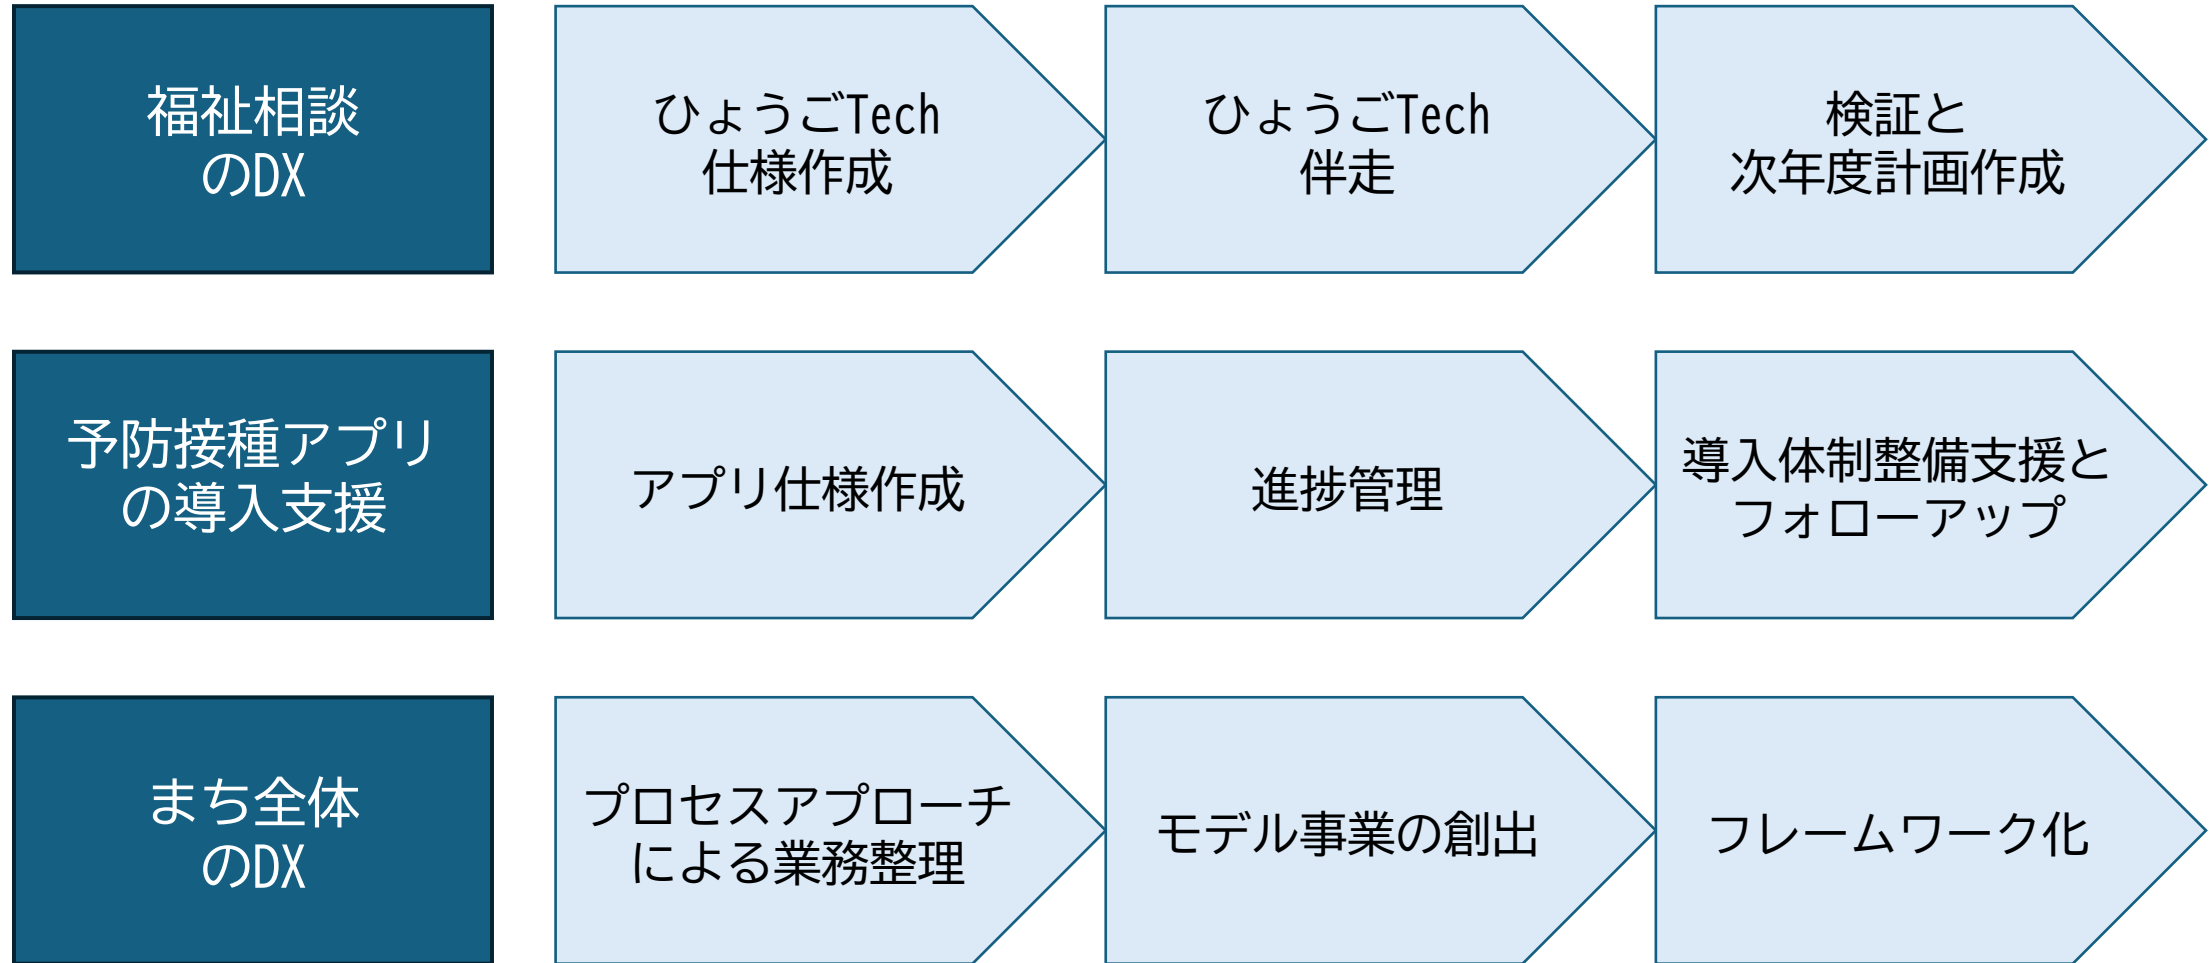 福祉相談
のDX
ひょうごTech
仕様作成
ひょうごTech
伴走
検証と
次年度計画作成
予防接種アプリ
の導入支援
アプリ仕様作成
進捗管理
導入体制整備支援と
フォローアップ
まち全体
のDX
プロセスアプローチ
による業務整理
モデル事業の創出
フレームワーク化